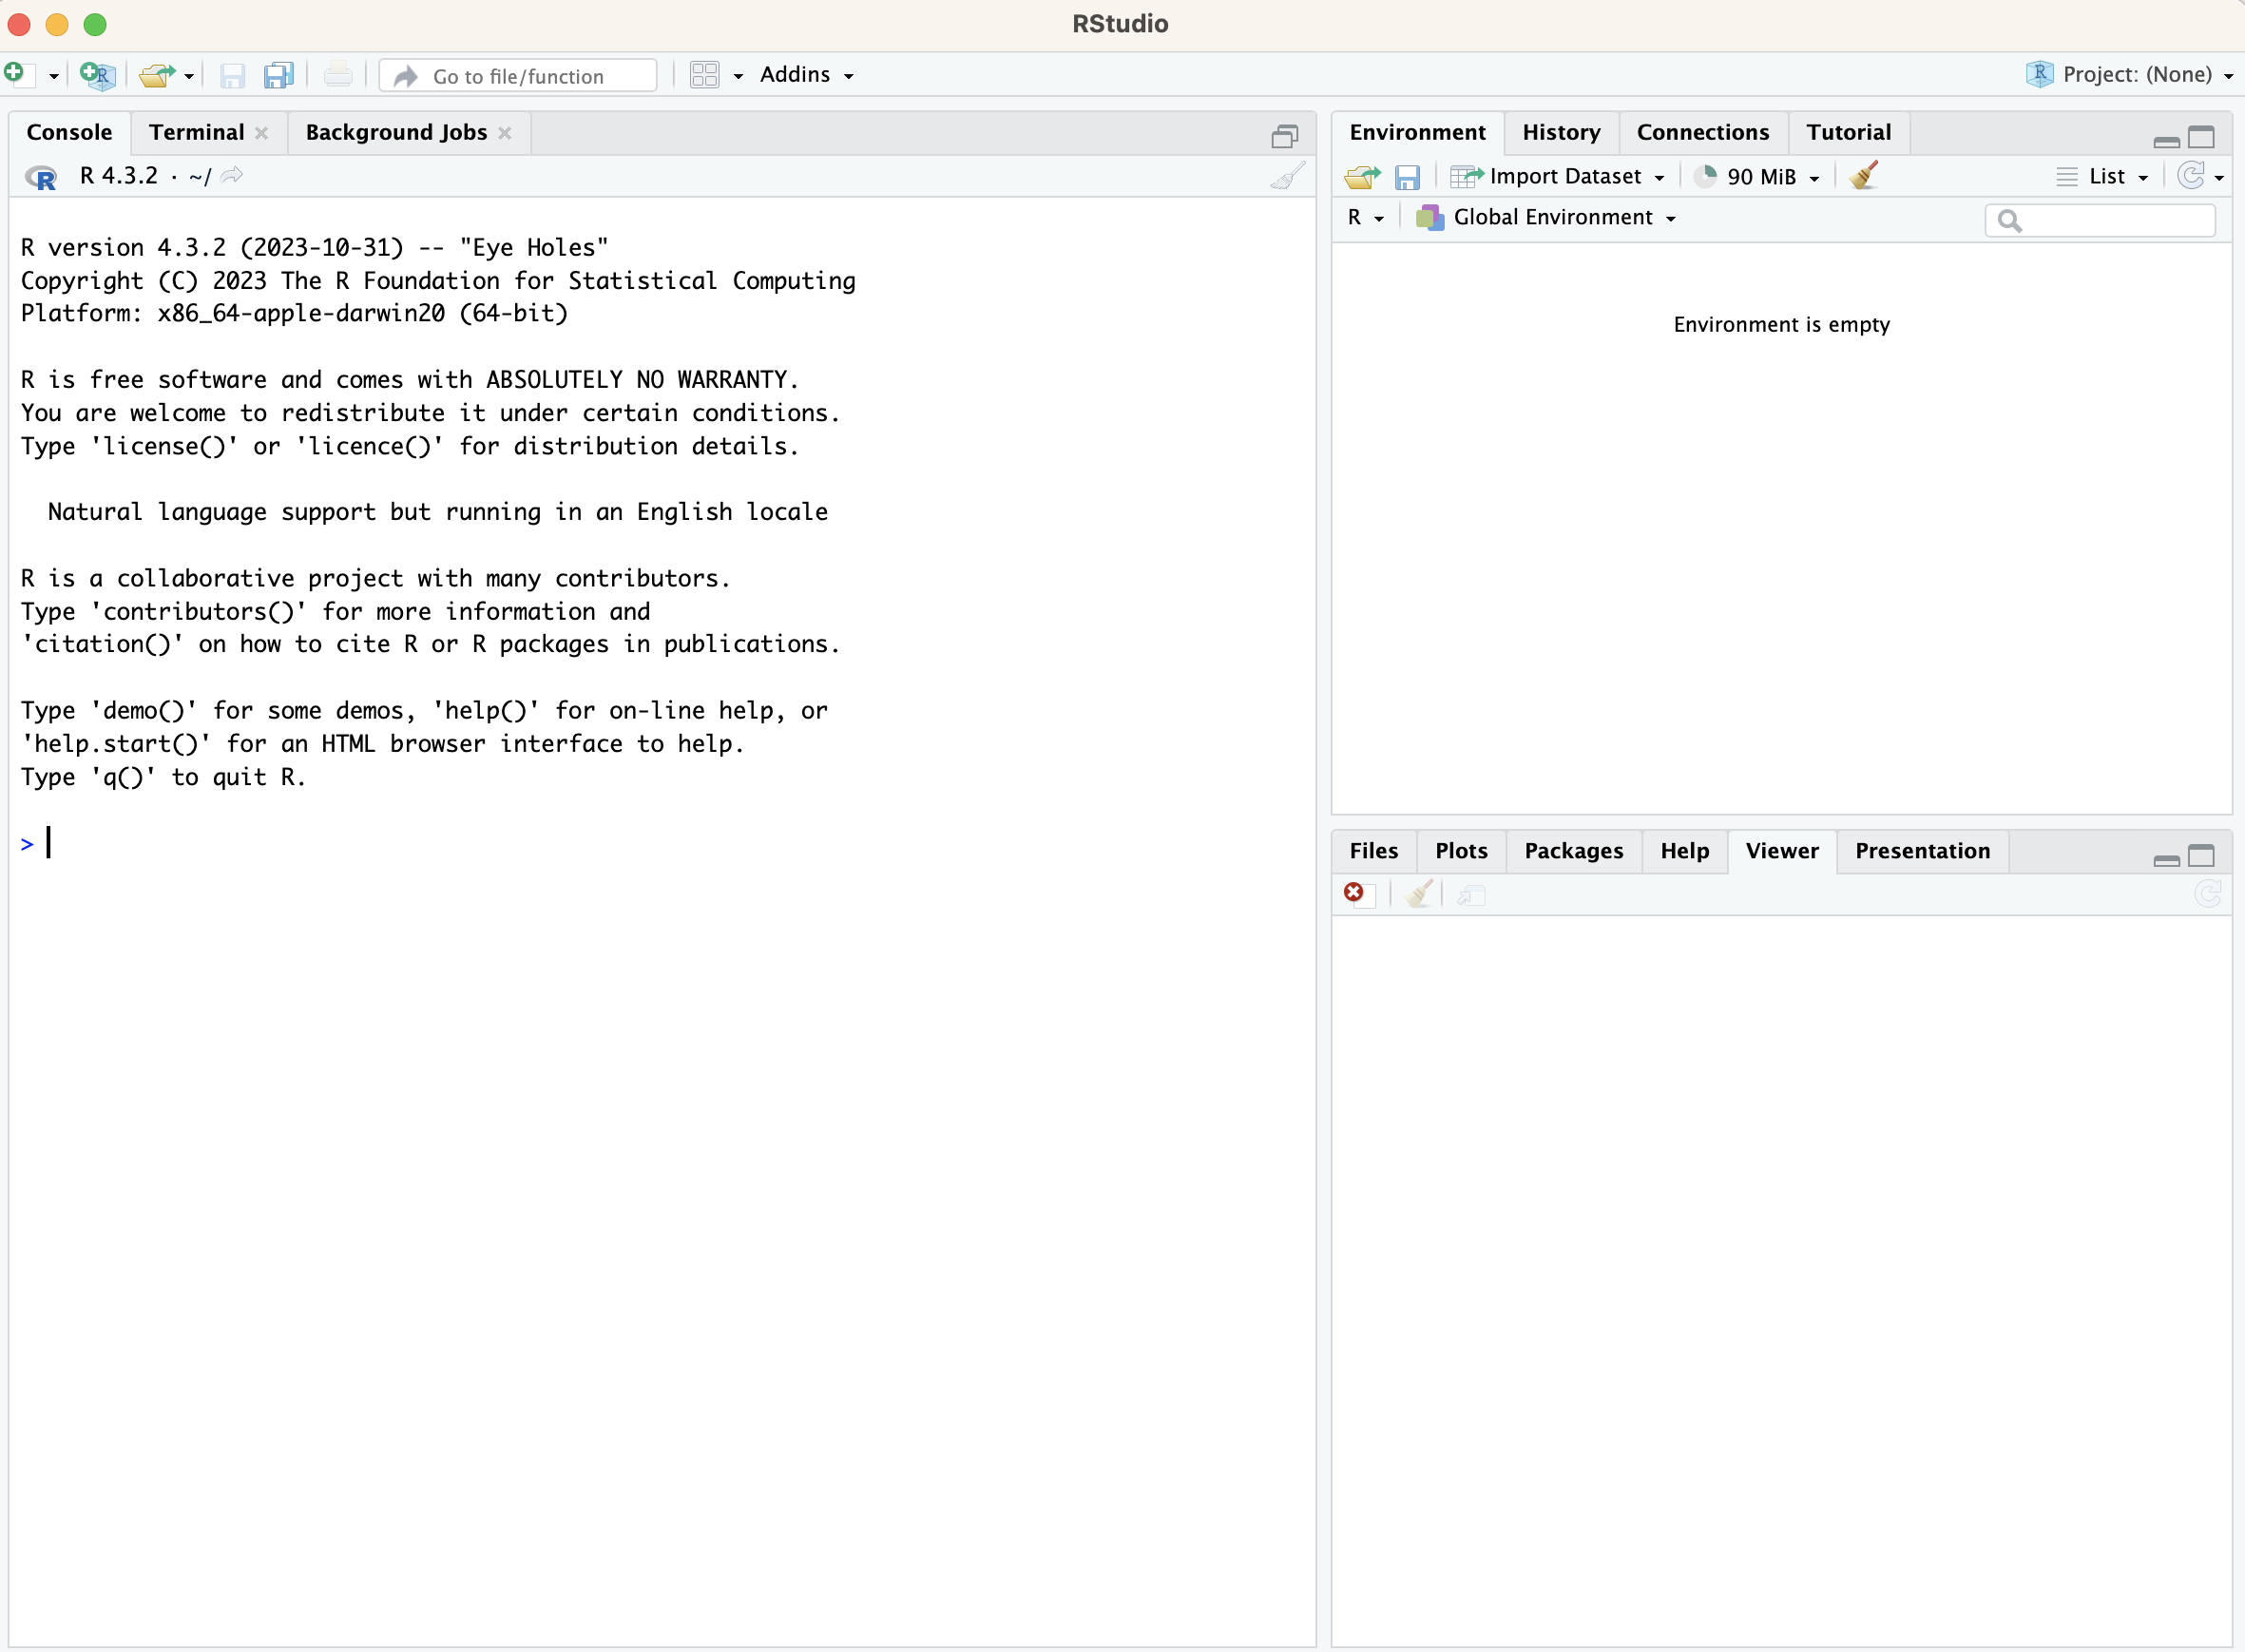 RStudio
Go to file/function
Addins
Project: (None)
Console
Terminal
Background Jobs
R 4.3.2 · ~/
R version 4.3.2 (2023-10-31) -- "Eye Holes"
Copyright (C) 2023 The R Foundation for Statistical Computing
Platform: x86_64-apple-darwin20 (64-bit)
R is free software and comes with ABSOLUTELY NO WARRANTY.
You are welcome to redistribute it under certain conditions.
Type 'license()' or 'licence()' for distribution details.
Natural language support but running in an English locale
R is a collaborative project with many contributors.
Type 'contributors()' for more information and
'citation()' on how to cite R or R packages in publications.
Type 'demo()' for some demos, 'help()' for on-line help, or
'help.start()' for an HTML browser interface to help.
Type 'q()' to quit R.
>
Environment
History
Connections
Tutorial
Import Dataset
90 MiB
List
R
Global Environment
Environment is empty
Files
Plots
Packages
Help
Viewer
Presentation